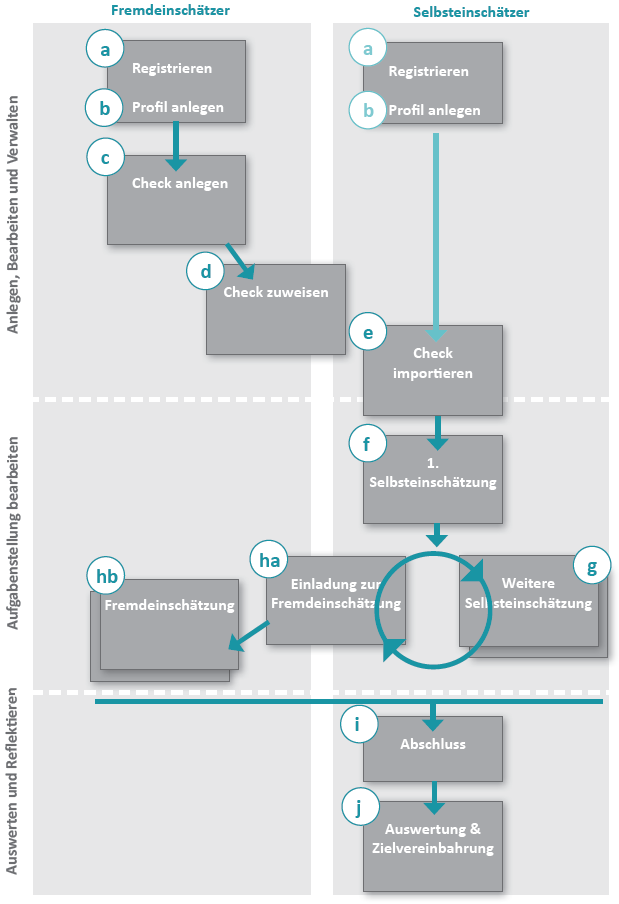 Fremdeinschätzer
Selbsteinschätzer
Anlegen, Bearbeiten und Verwalten
a
Registrieren
b
Profil anlegen
a
Registrieren
b
Profil anlegen
c
Check anlegen
d
Check zuweisen
e
Check
importieren
Aufgabenstellung bearbeiten
f
1.
Selbsteinschätzung
g
Weitere
Selbsteinschätzung
ha
Einladung zur
Fremdeinschätzung
hb
Fremdeinschätzung
Auswerten und Reflektieren
i
Abschluss
j
Auswertung &
Zielvereinbahrung